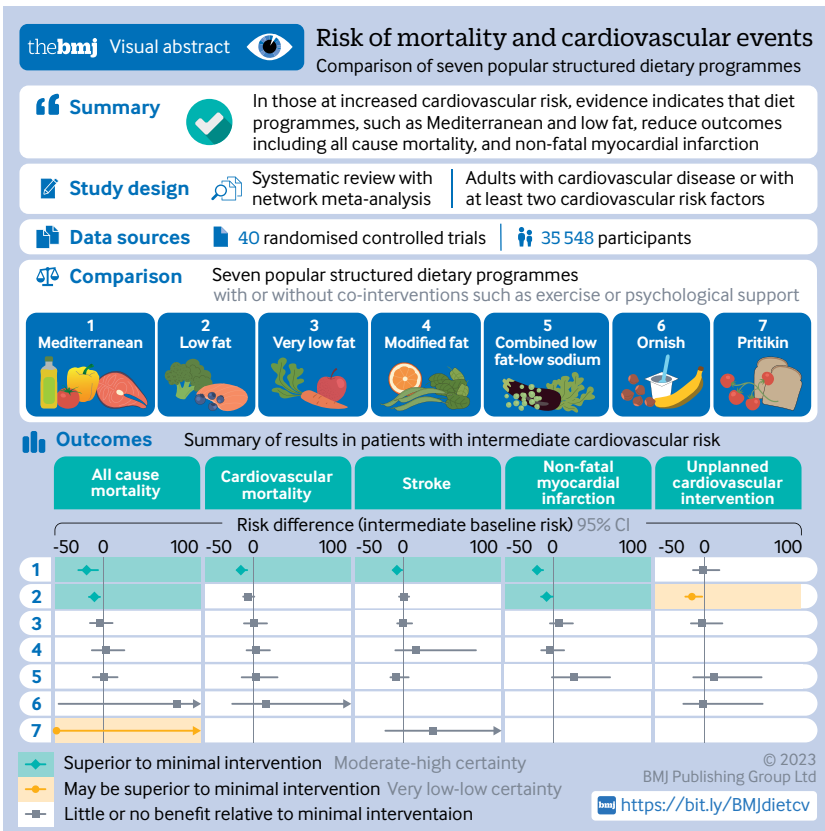 thebmj Visual abstract
Risk of mortality and cardiovascular events
Comparison of seven popular structured dietary programmes
Summary
In those at increased cardiovascular risk, evidence indicates that diet
programmes, such as Mediterranean and low fat, reduce outcomes
including all cause mortality, and non-fatal myocardial infarction
Study design
Systematic review with
network meta-analysis
Adults with cardiovascular disease or with
at least two cardiovascular risk factors
Data sources
40 randomised controlled trials
35 548 participants
Comparison
Seven popular structured dietary programmes
with or without co-interventions such as exercise or psychological support
1
Mediterranean
2
Low fat
3
Very low fat
4
Modified fat
5
Combined low
fat-low sodium
6
Ornish
7
Pritikin
Outcomes
Summary of results in patients with intermediate cardiovascular risk
All cause
mortality
Cardiovascular
mortality
Stroke
Non-fatal
myocardial
infarction
Unplanned
cardiovascular
intervention
Risk difference (intermediate baseline risk) 95% CI
-50 0 100 -50 0 100 -50 0 100 -50 0 100 -50 0 100
1
2
3
4
5
6
7
Superior to minimal intervention Moderate-high certainty
May be superior to minimal intervention Very low-low certainty
Little or no benefit relative to minimal interventaion
© 2023
BMJ Publishing Group Ltd
bmj https://bit.ly/BMJdietcv